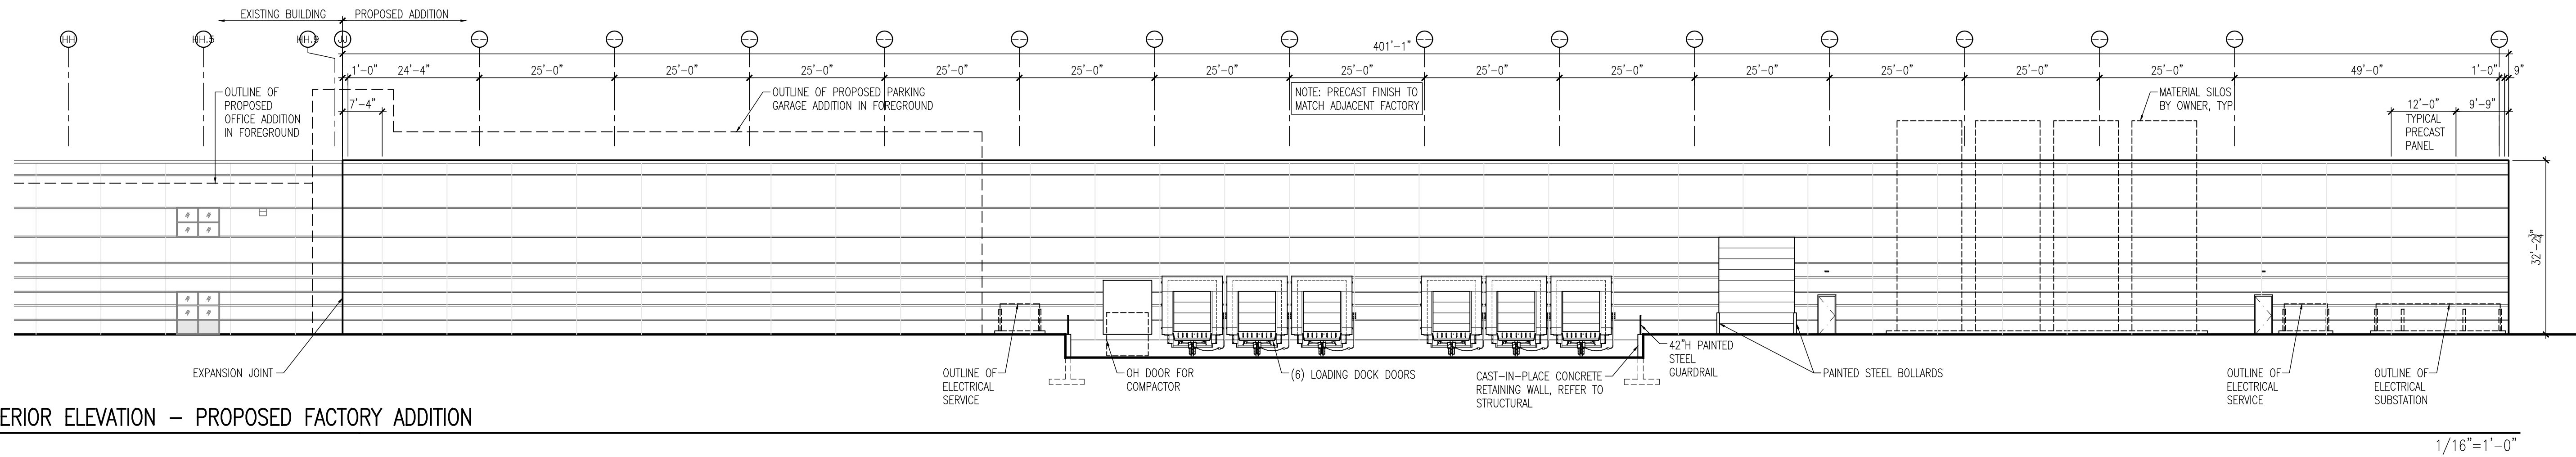 EXISTING BUILDING
PROPOSED ADDITION
HH
HH.5
HH.9
JJ
401'-1"
1'-0"
24'-4"
25'-0"
25'-0"
25'-0"
25'-0"
25'-0"
25'-0"
25'-0"
25'-0"
25'-0"
25'-0"
25'-0"
25'-0"
25'-0"
49'-0"
1'-0"
9"
OUTLINE OF
PROPOSED
OFFICE ADDITION
IN FOREGROUND
7'-4"
OUTLINE OF PROPOSED PARKING
GARAGE ADDITION IN FOREGROUND
NOTE: PRECAST FINISH TO
MATCH ADJACENT FACTORY
MATERIAL SILOS
BY OWNER, TYP.
12'-0"
9'-9"
TYPICAL
PRECAST
PANEL
EXPANSION JOINT
OUTLINE OF
ELECTRICAL
SERVICE
OH DOOR FOR
COMPACTOR
(6) LOADING DOCK DOORS
CAST-IN-PLACE CONCRETE
RETAINING WALL, REFER TO
STRUCTURAL
42"H PAINTED
STEEL
GUARDRAIL
PAINTED STEEL BOLLARDS
OUTLINE OF
ELECTRICAL
SERVICE
OUTLINE OF
ELECTRICAL
SUBSTATION
ERIOR ELEVATION – PROPOSED FACTORY ADDITION
1/16"=1'-0"